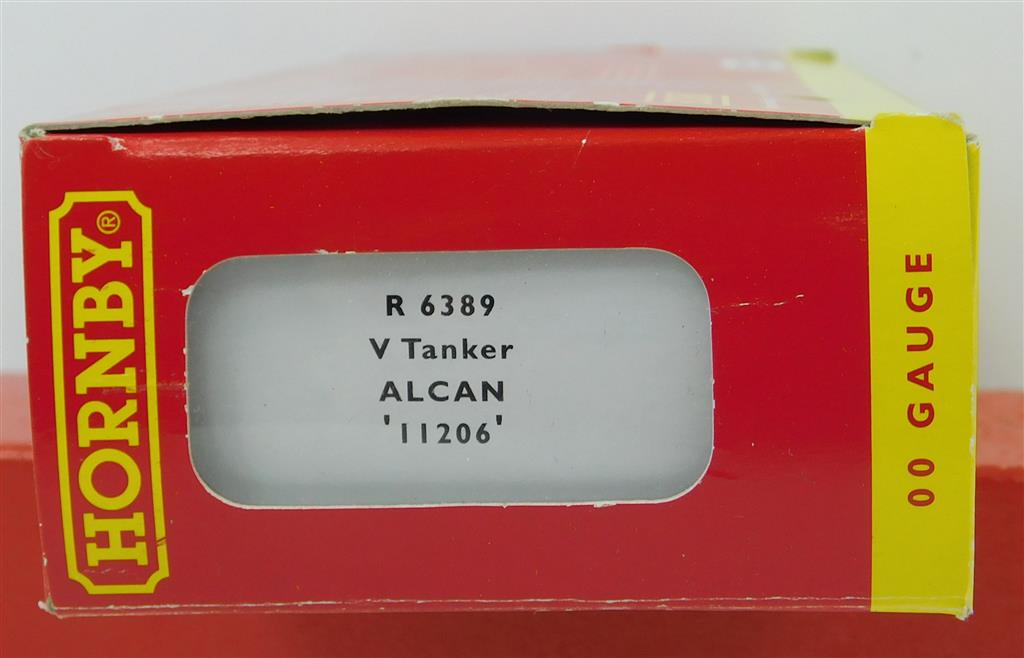 HORNBY®
R 6389
V Tanker
ALCAN
'11206'
00 GAUGE